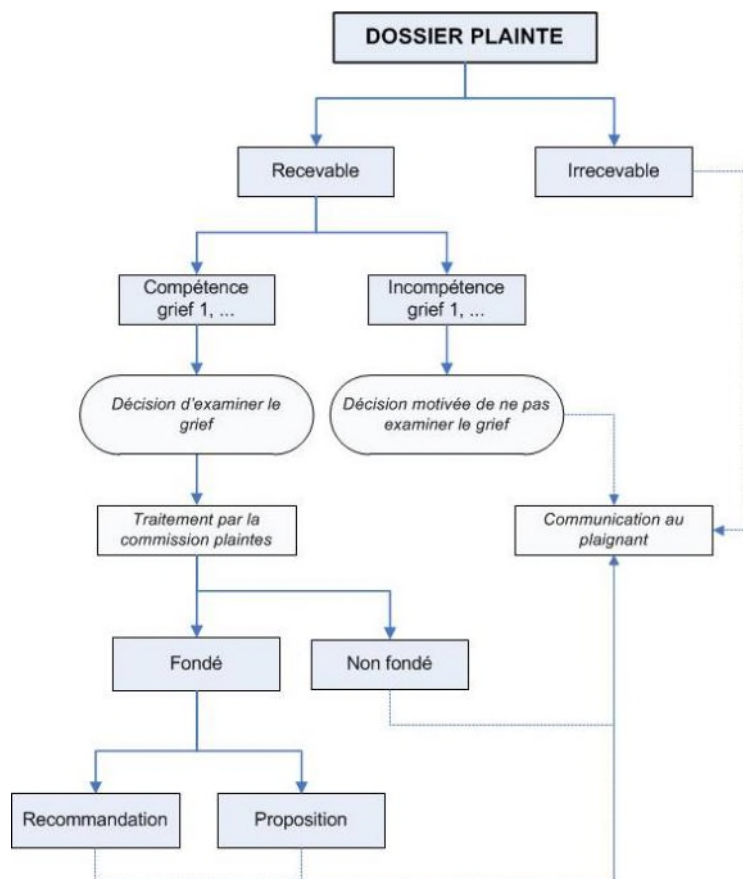 DOSSIER PLAINTE
Recevable
Irrecevable
Compétence
grief 1, ...
Incompétence
grief 1, ...
Décision d'examiner le
grief
Décision motivée de ne pas
examiner le grief
Traitement par la
commission plaintes
Communication au
plaignant
Fondé
Non fondé
Recommandation
Proposition